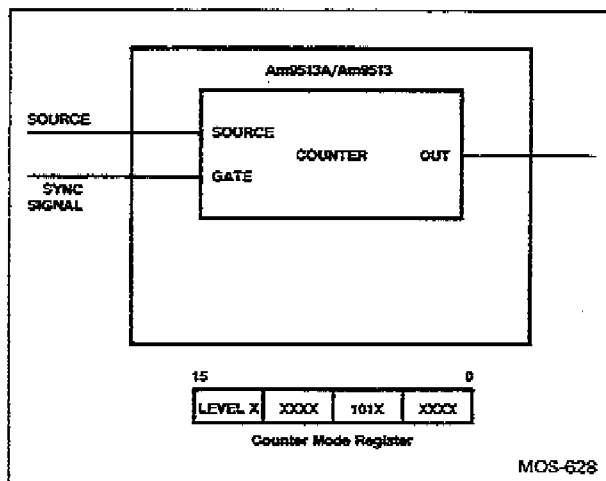 Am9513A/Am9513
SOURCE
SOURCE
COUNTER OUT
GATE
SYNC
SIGNAL
15 0
LEVEL X XXXX 101X XXXX
Counter Mode Register
MOS-628